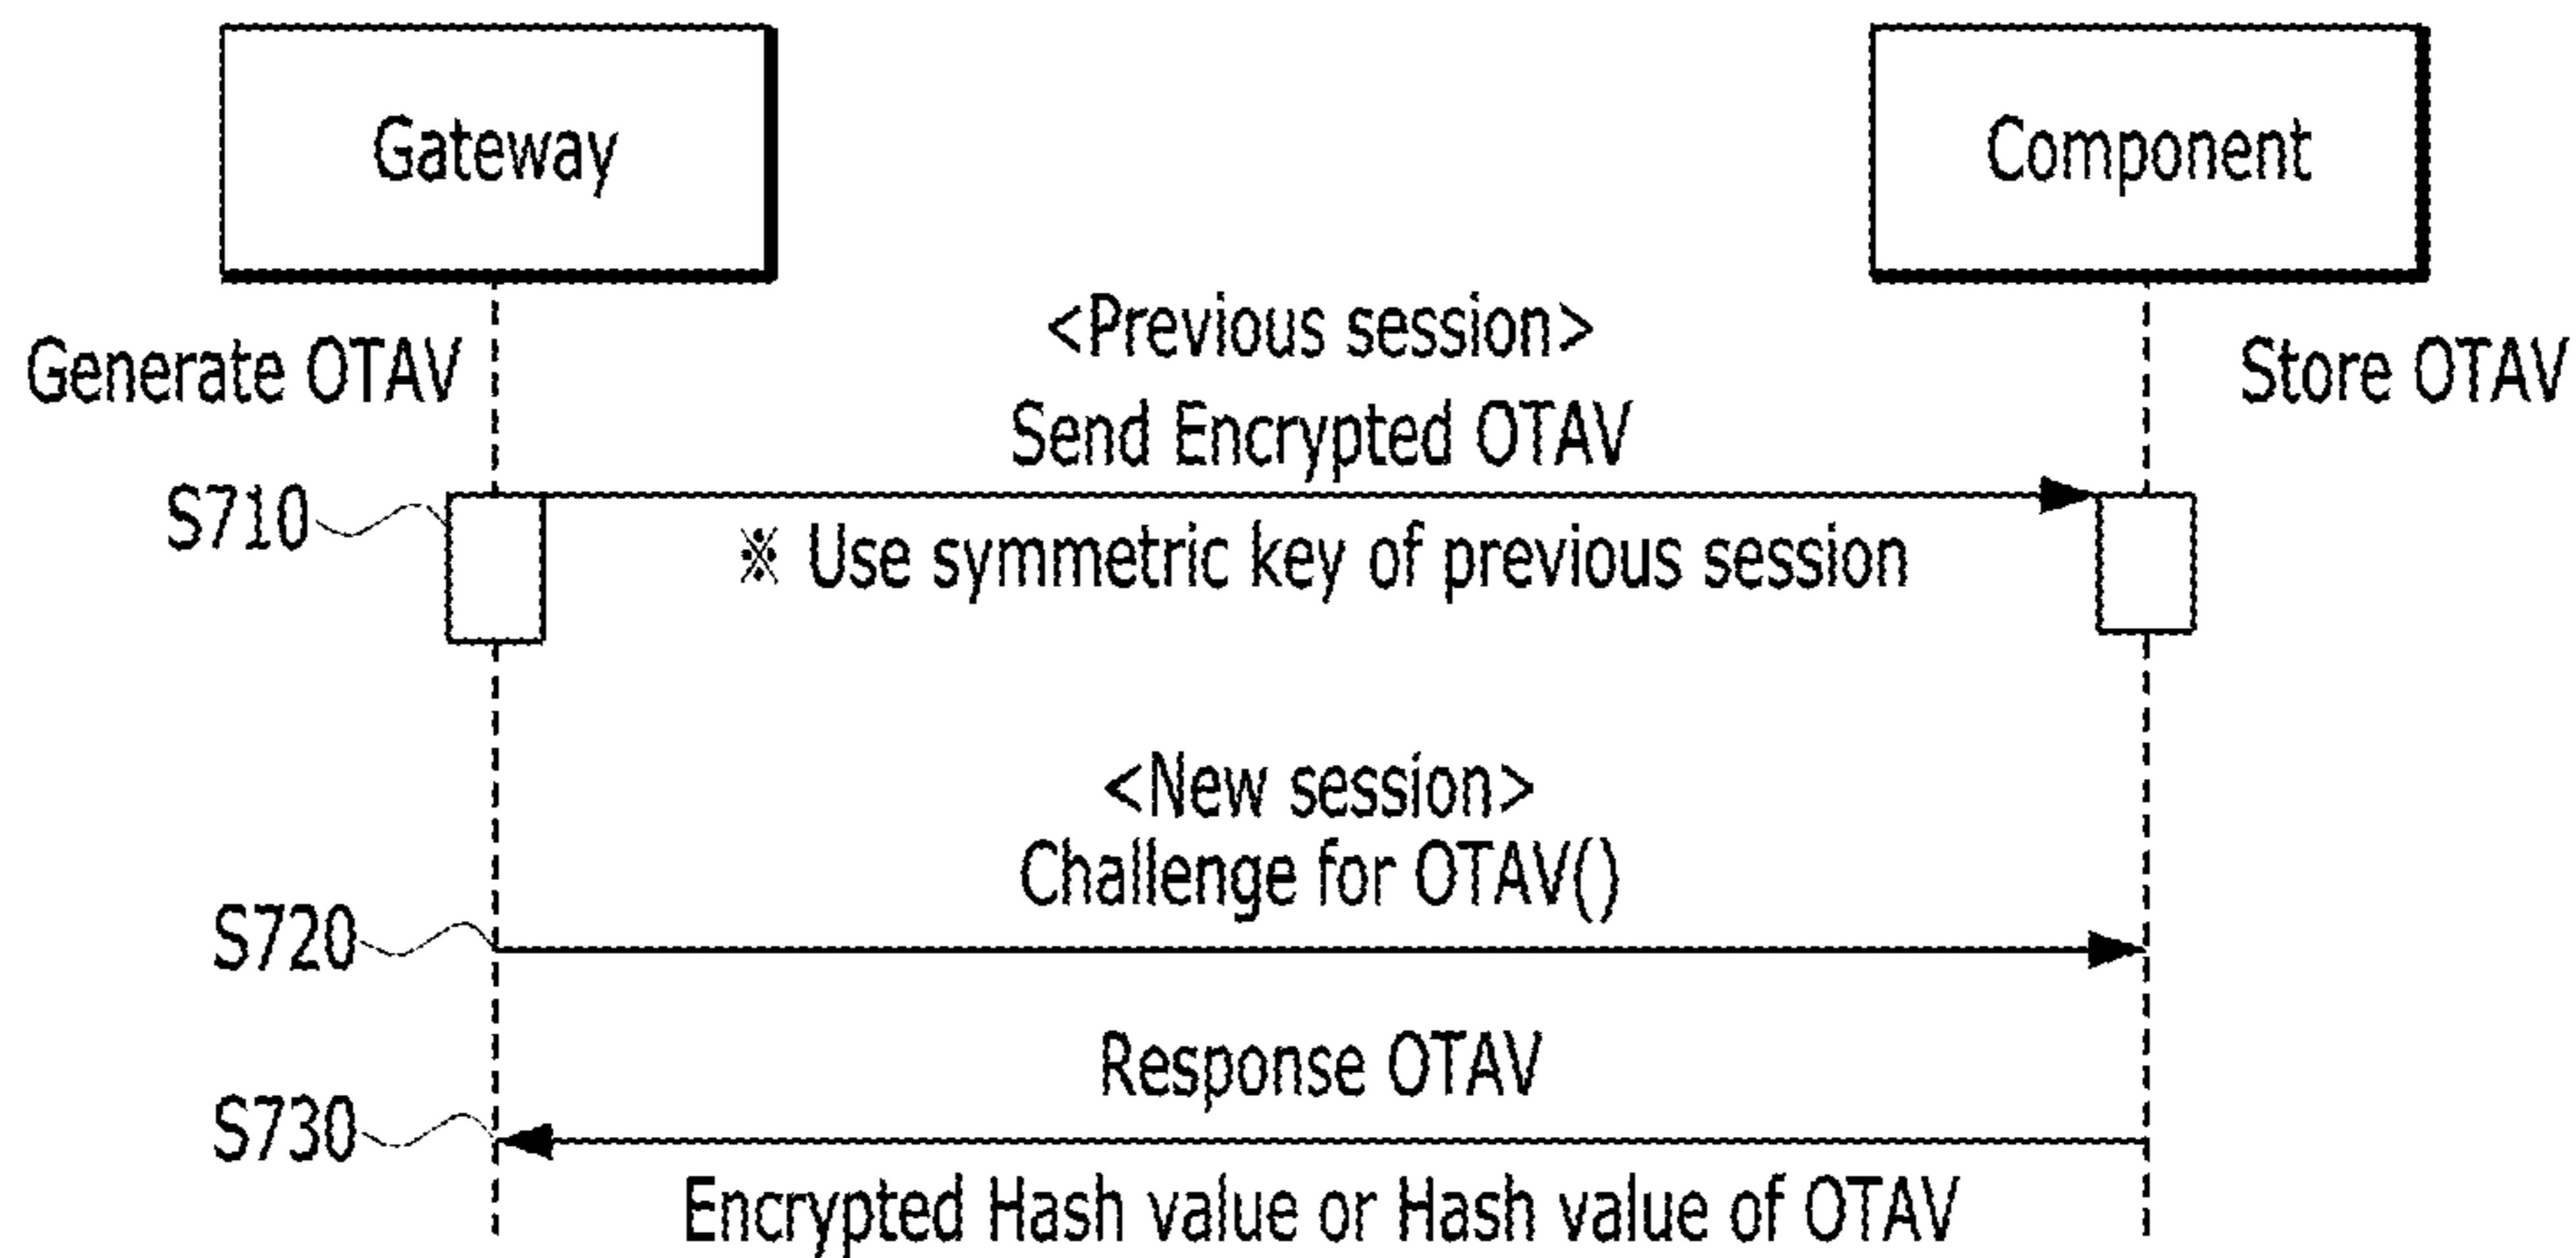 Gateway
Component
<Previous session>
Generate OTAV
Store OTAV
Send Encrypted OTAV
S710
※ Use symmetric key of previous session
<New session>
Challenge for OTAV()
S720
Response OTAV
S730
Encrypted Hash value or Hash value of OTAV